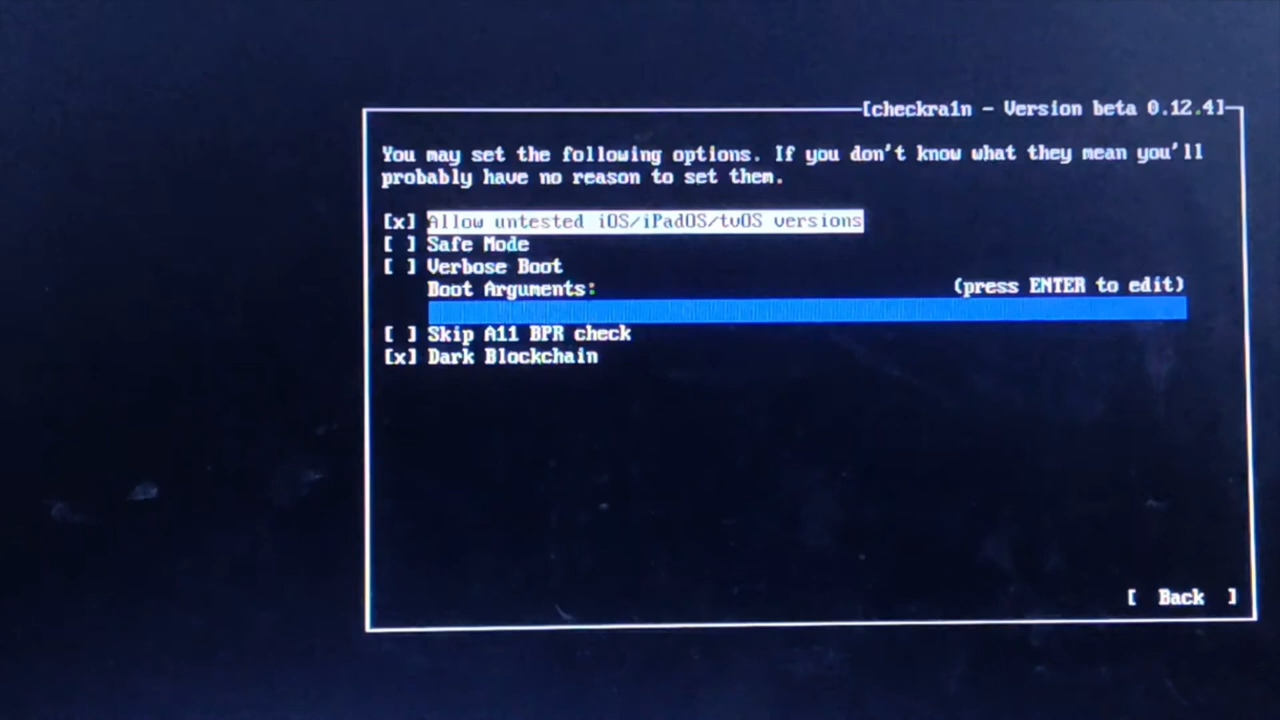 [checkra1n - Version beta 0.12.4]
You may set the following options. If you don't know what they mean you'll
probably have no reason to set them.
[x] Allow untested iOS/iPadOS/tvOS versions
[ ] Safe Mode
[ ] Verbose Boot
Boot Arguments: (press ENTER to edit)
[ ] Skip A11 BPR check
[x] Dark Blockchain
[ Back ]